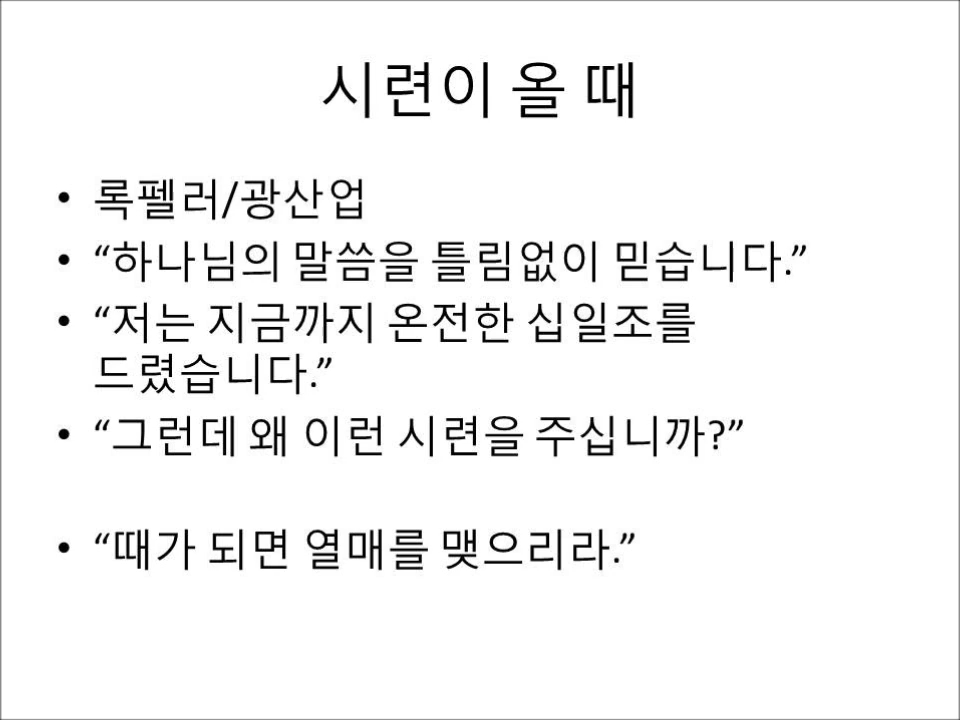 시련이 올 때
• 록펠러/광산업
• “하나님의 말씀을 틀림없이 믿습니다.”
• “저는 지금까지 온전한 십일조를
드렸습니다.”
• “그런데 왜 이런 시련을 주십니까?”
• “때가 되면 열매를 맺으리라.”